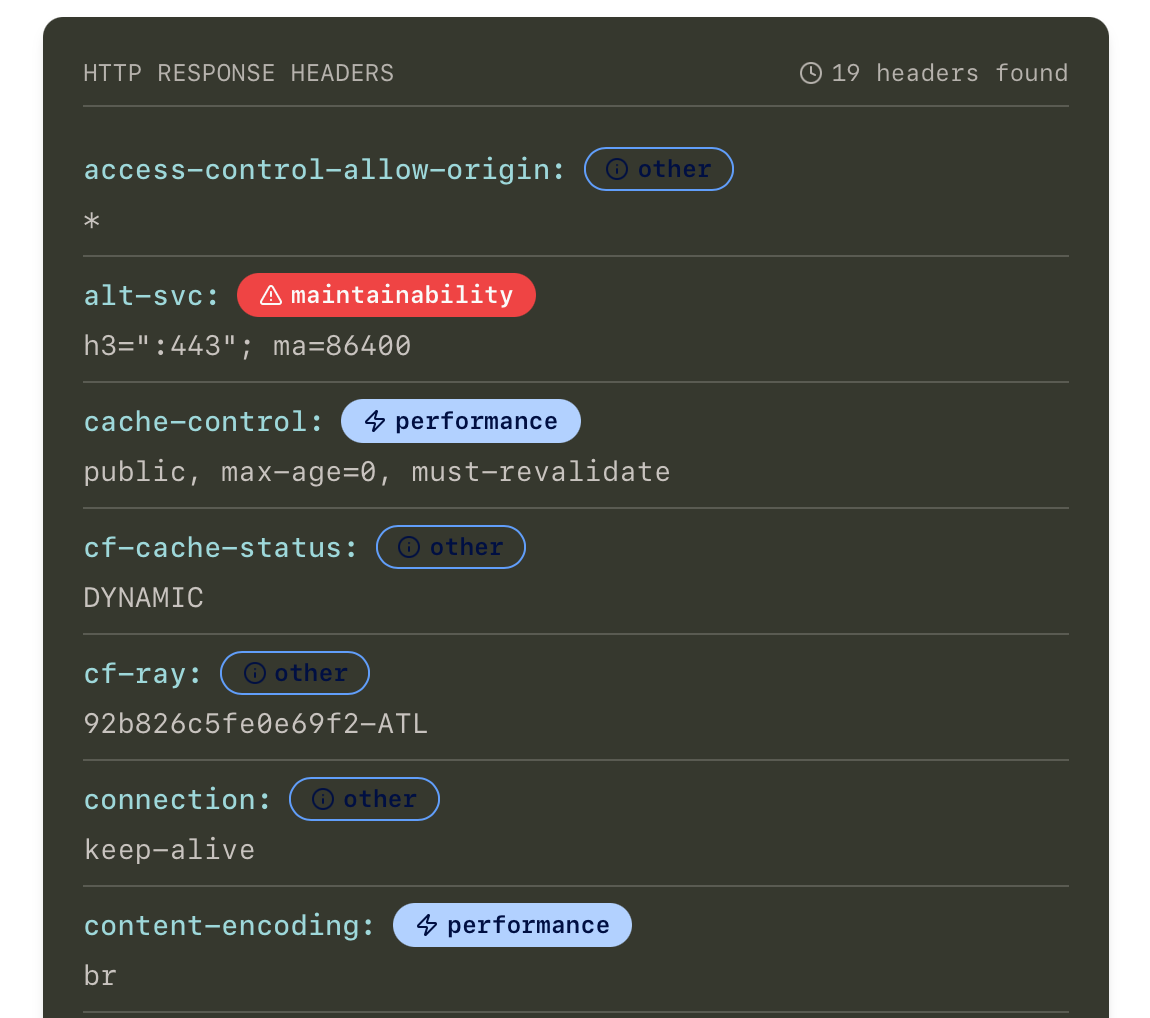 HTTP RESPONSE HEADERS
19 headers found
access-control-allow-origin: other
*
alt-svc: maintainability
h3=":443"; ma=86400
cache-control: performance
public, max-age=0, must-revalidate
cf-cache-status: other
DYNAMIC
cf-ray: other
92b826c5fe0e69f2-ATL
connection: other
keep-alive
content-encoding: performance
br